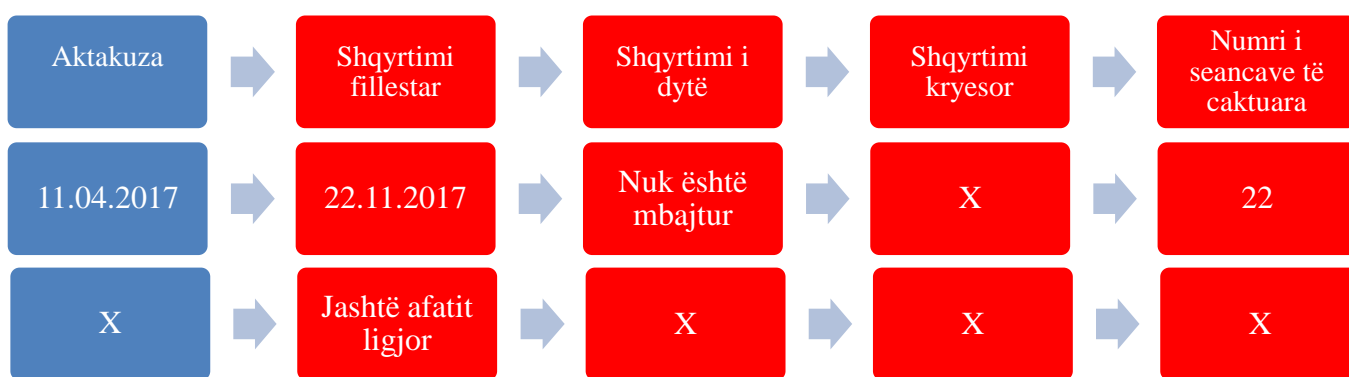 Aktakuza
Shqyrtimi
fillestar
Shqyrtimi i
dytë
Shqyrtimi
kryesor
Numri i
seancave të
caktuara
11.04.2017
22.11.2017
Nuk është
mbajtur
X
22
X
Jashtë afatit
ligjor
X
X
X